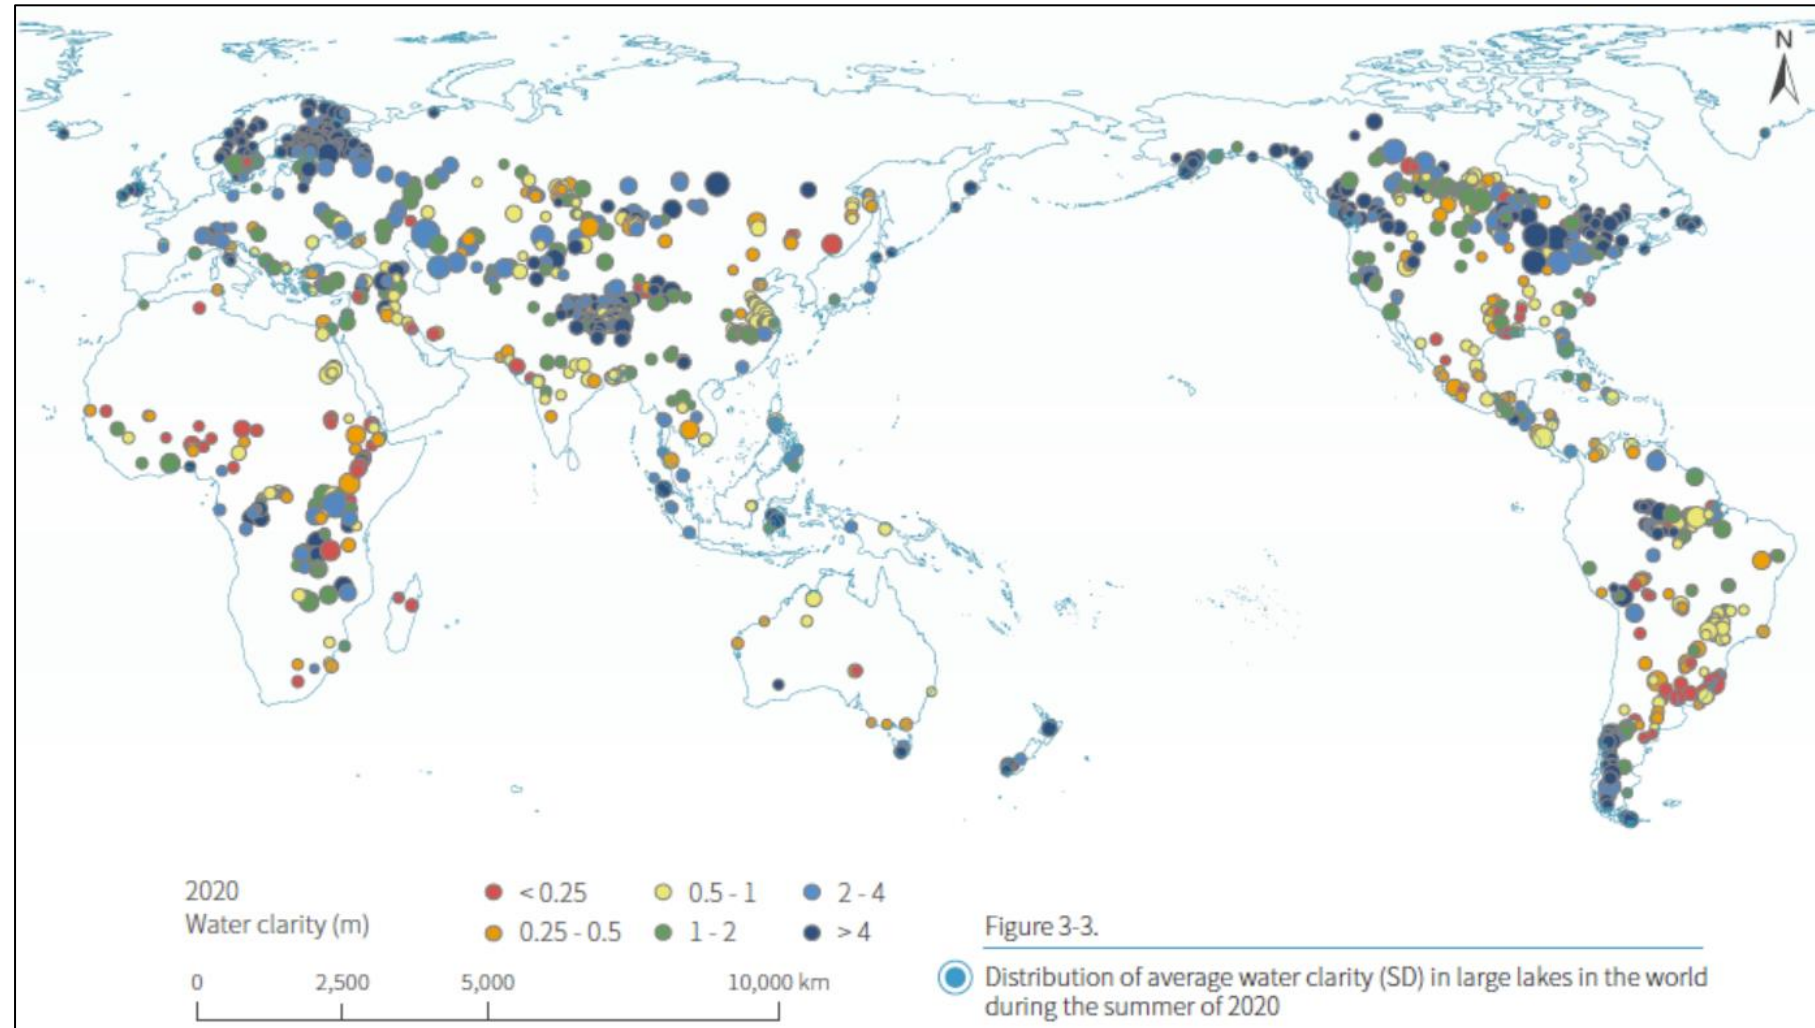 N
2020
Water clarity (m)
< 0.25
0.5 - 1
2 - 4
0.25 - 0.5
1 - 2
> 4
0
2,500
5,000
10,000 km
Figure 3-3.
Distribution of average water clarity (SD) in large lakes in the world
during the summer of 2020